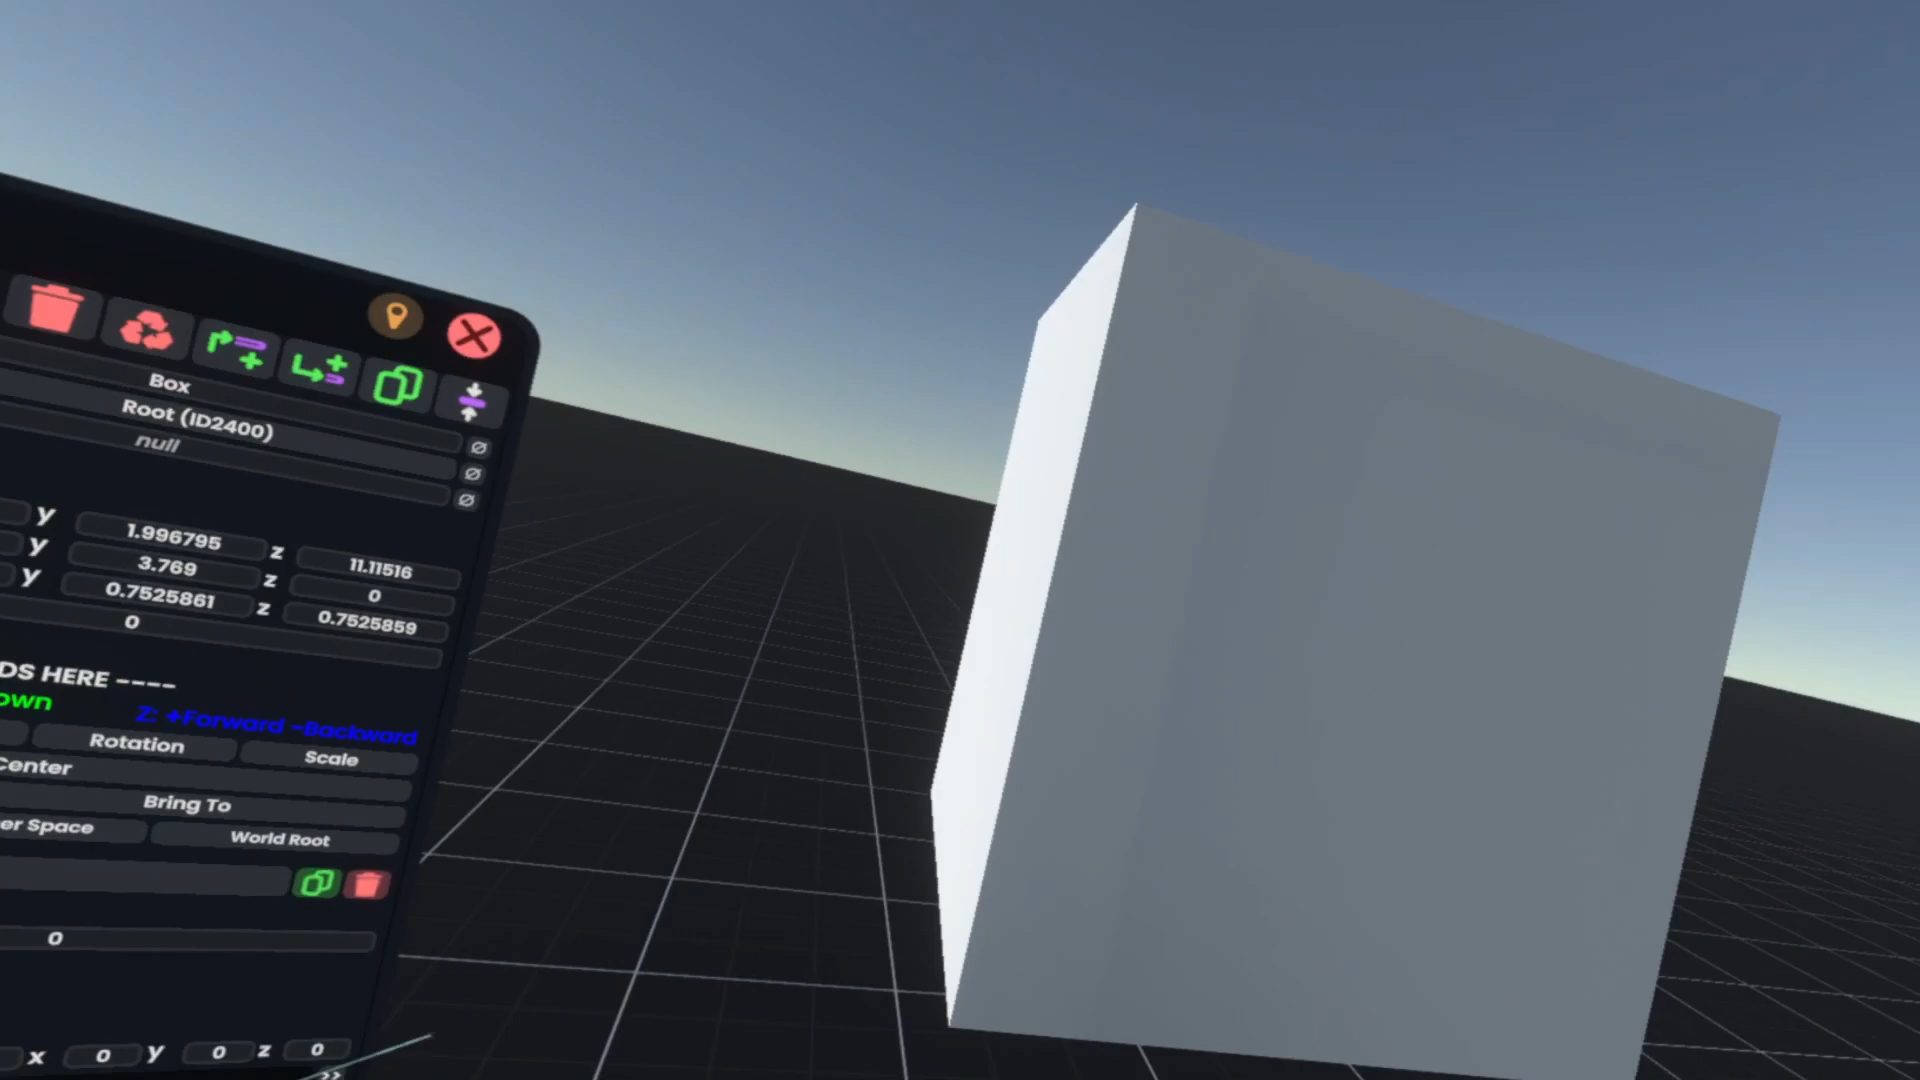 Box
Root (ID2400)
null
y 1.996795 z 11.11516
y 3.769 z 0
y 0.7525861 z 0.7525859
0
DS HERE ----
own Z: +Forward -Backward
Rotation Scale
Center
Bring To
er Space World Root
0
x 0 y 0 z 0
>>